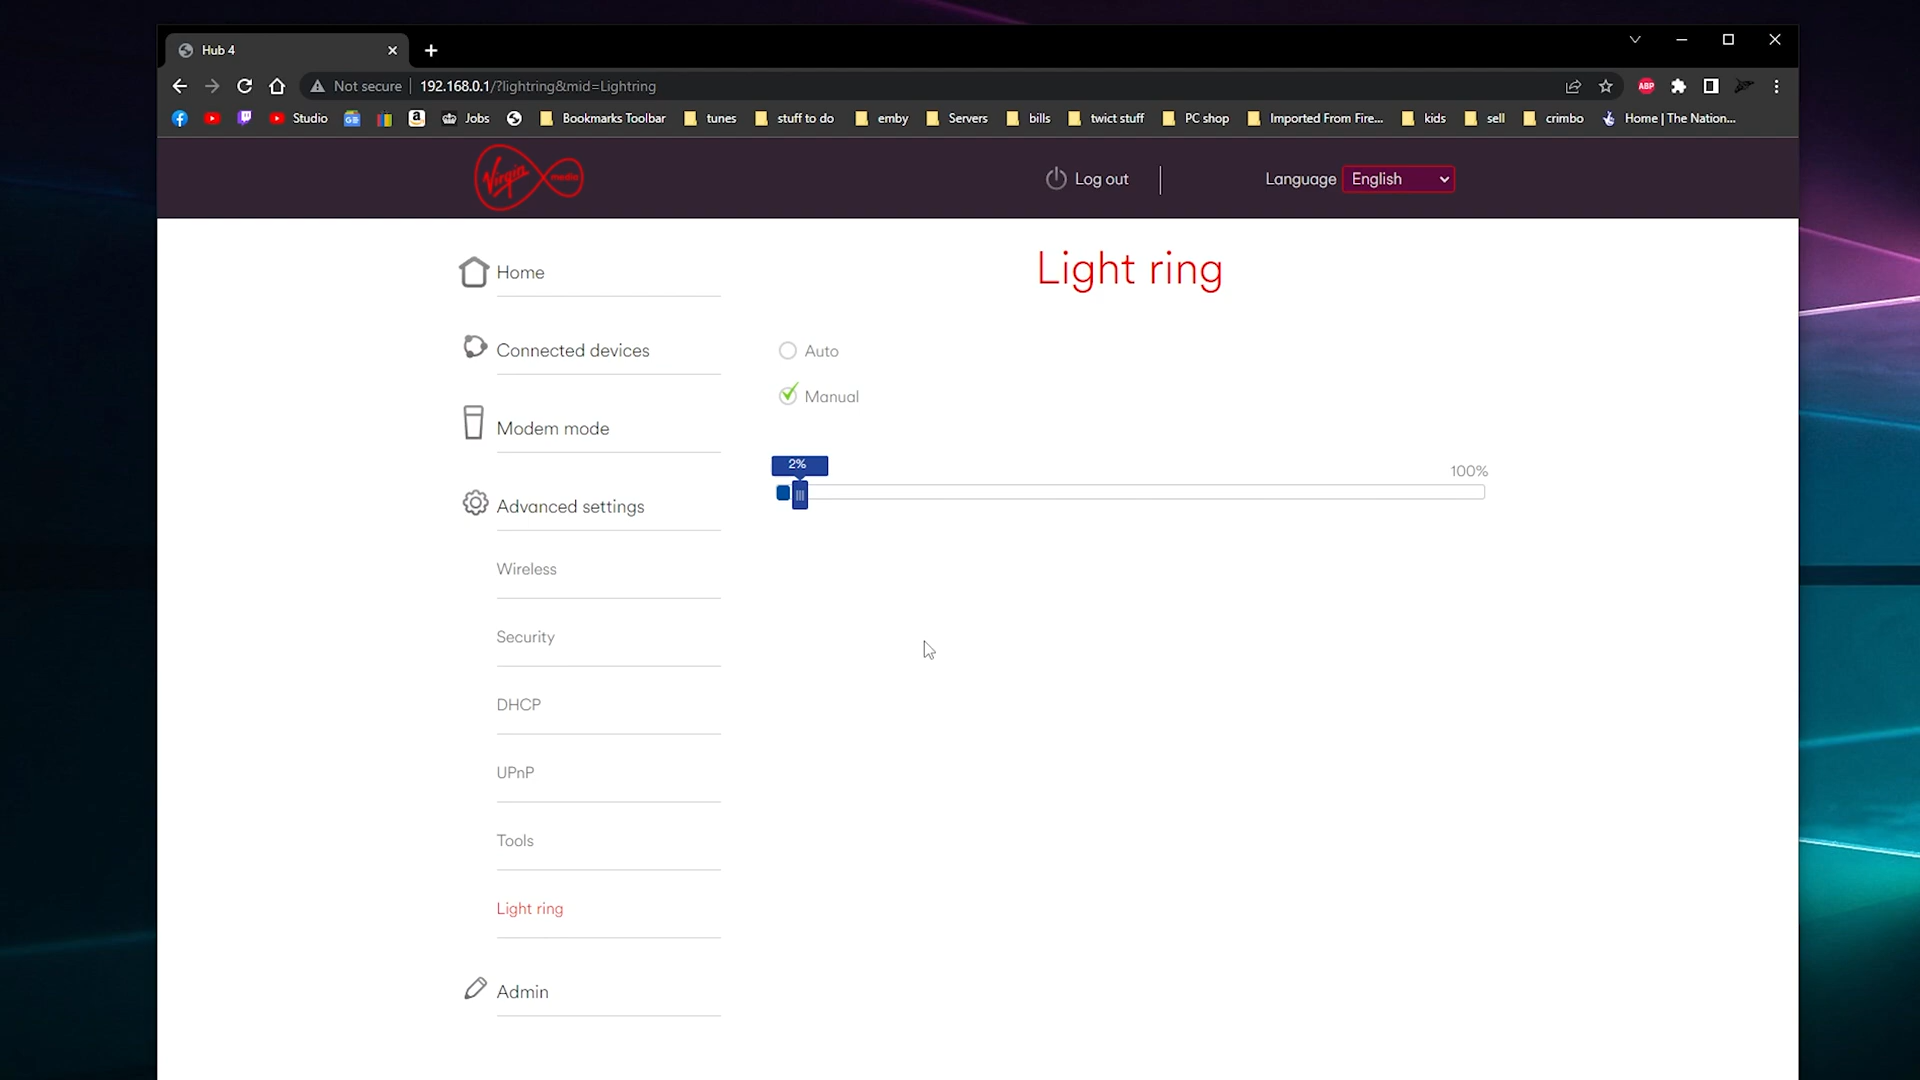 Hub 4
Not secure 192.168.0.1/?lightring&mid=Lightring
ABP
Studio Jobs Bookmarks Toolbar tunes stuff to do emby Servers bills twict stuff PC shop Imported From Fire... kids sell crimbo Home | The Nation...
Virgin media
Log out
Language English
Home
Connected devices
Modem mode
Advanced settings
Wireless
Security
DHCP
UPnP
Tools
Light ring
Admin
Light ring
Auto
Manual
2%
100%